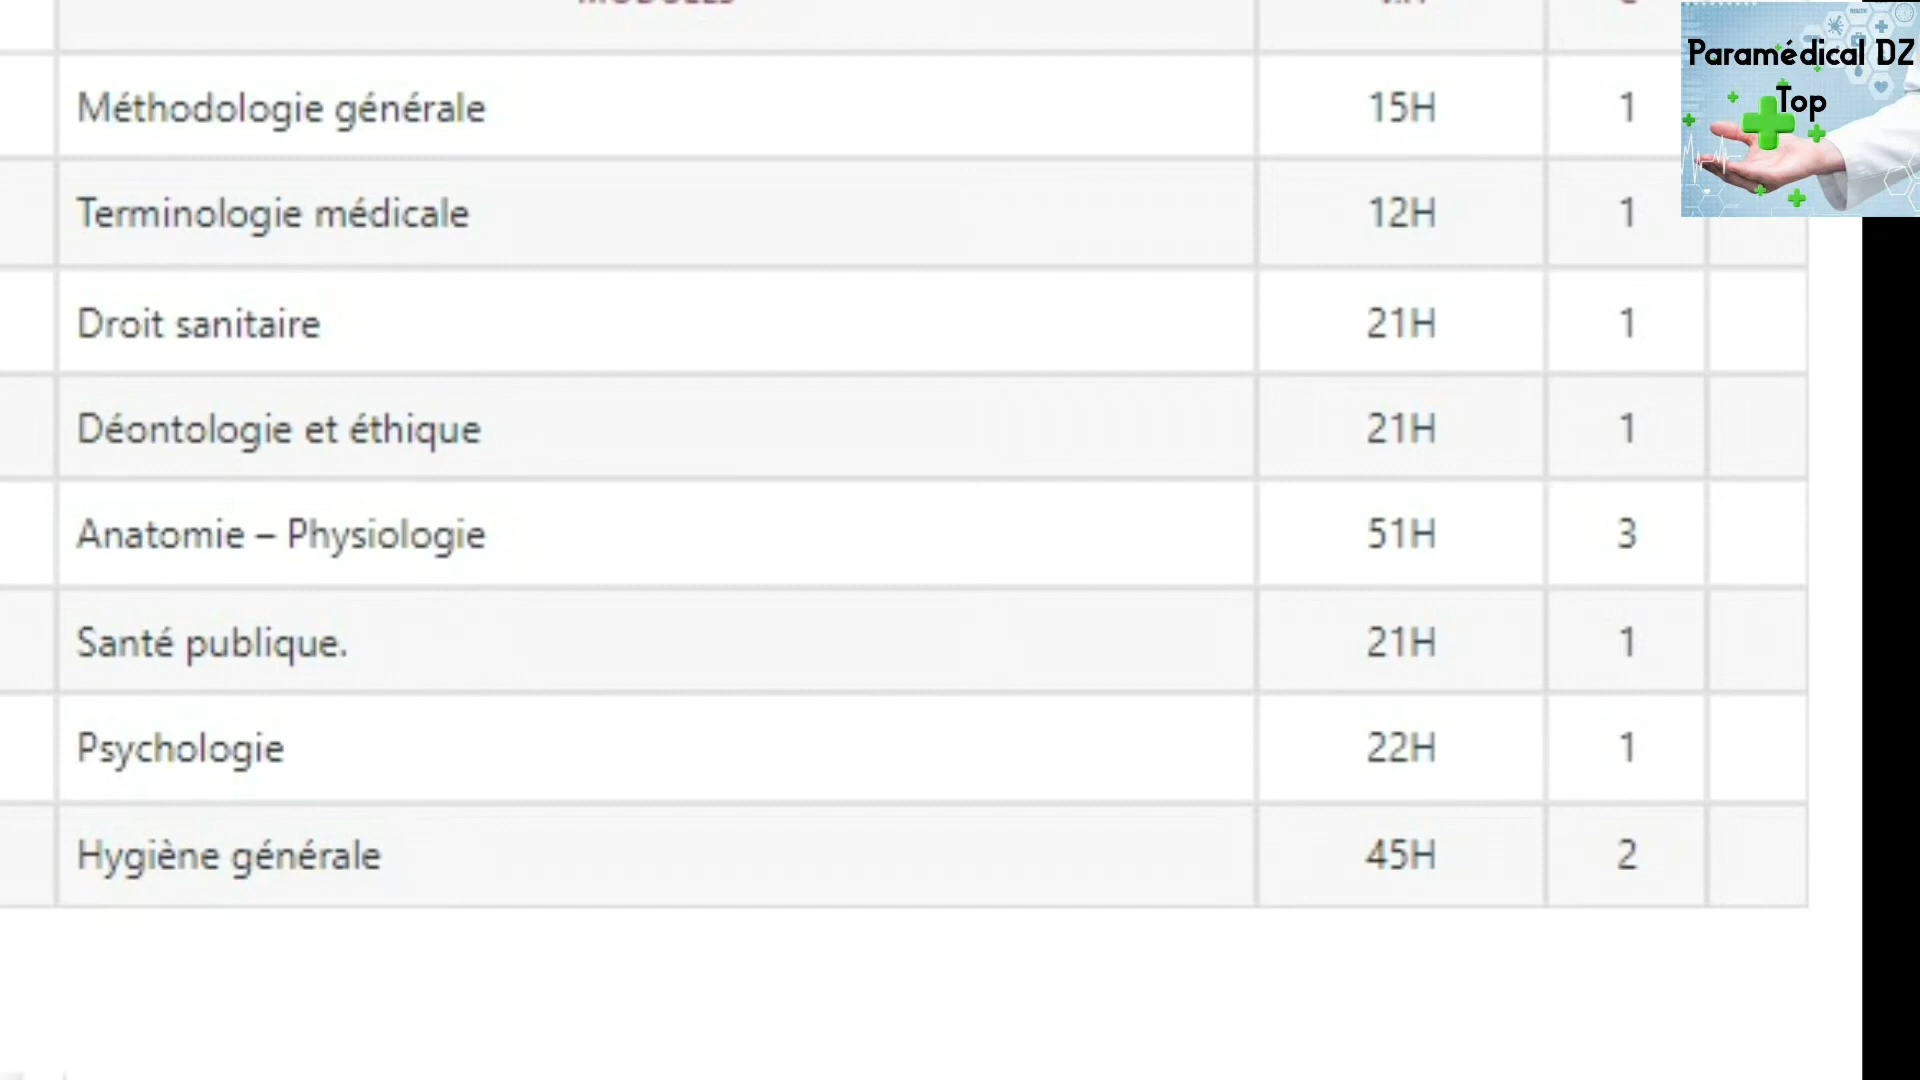 Paramédical DZ
Top
Méthodologie générale 15H 1
Terminologie médicale 12H 1
Droit sanitaire 21H 1
Déontologie et éthique 21H 1
Anatomie – Physiologie 51H 3
Santé publique. 21H 1
Psychologie 22H 1
Hygiène générale 45H 2